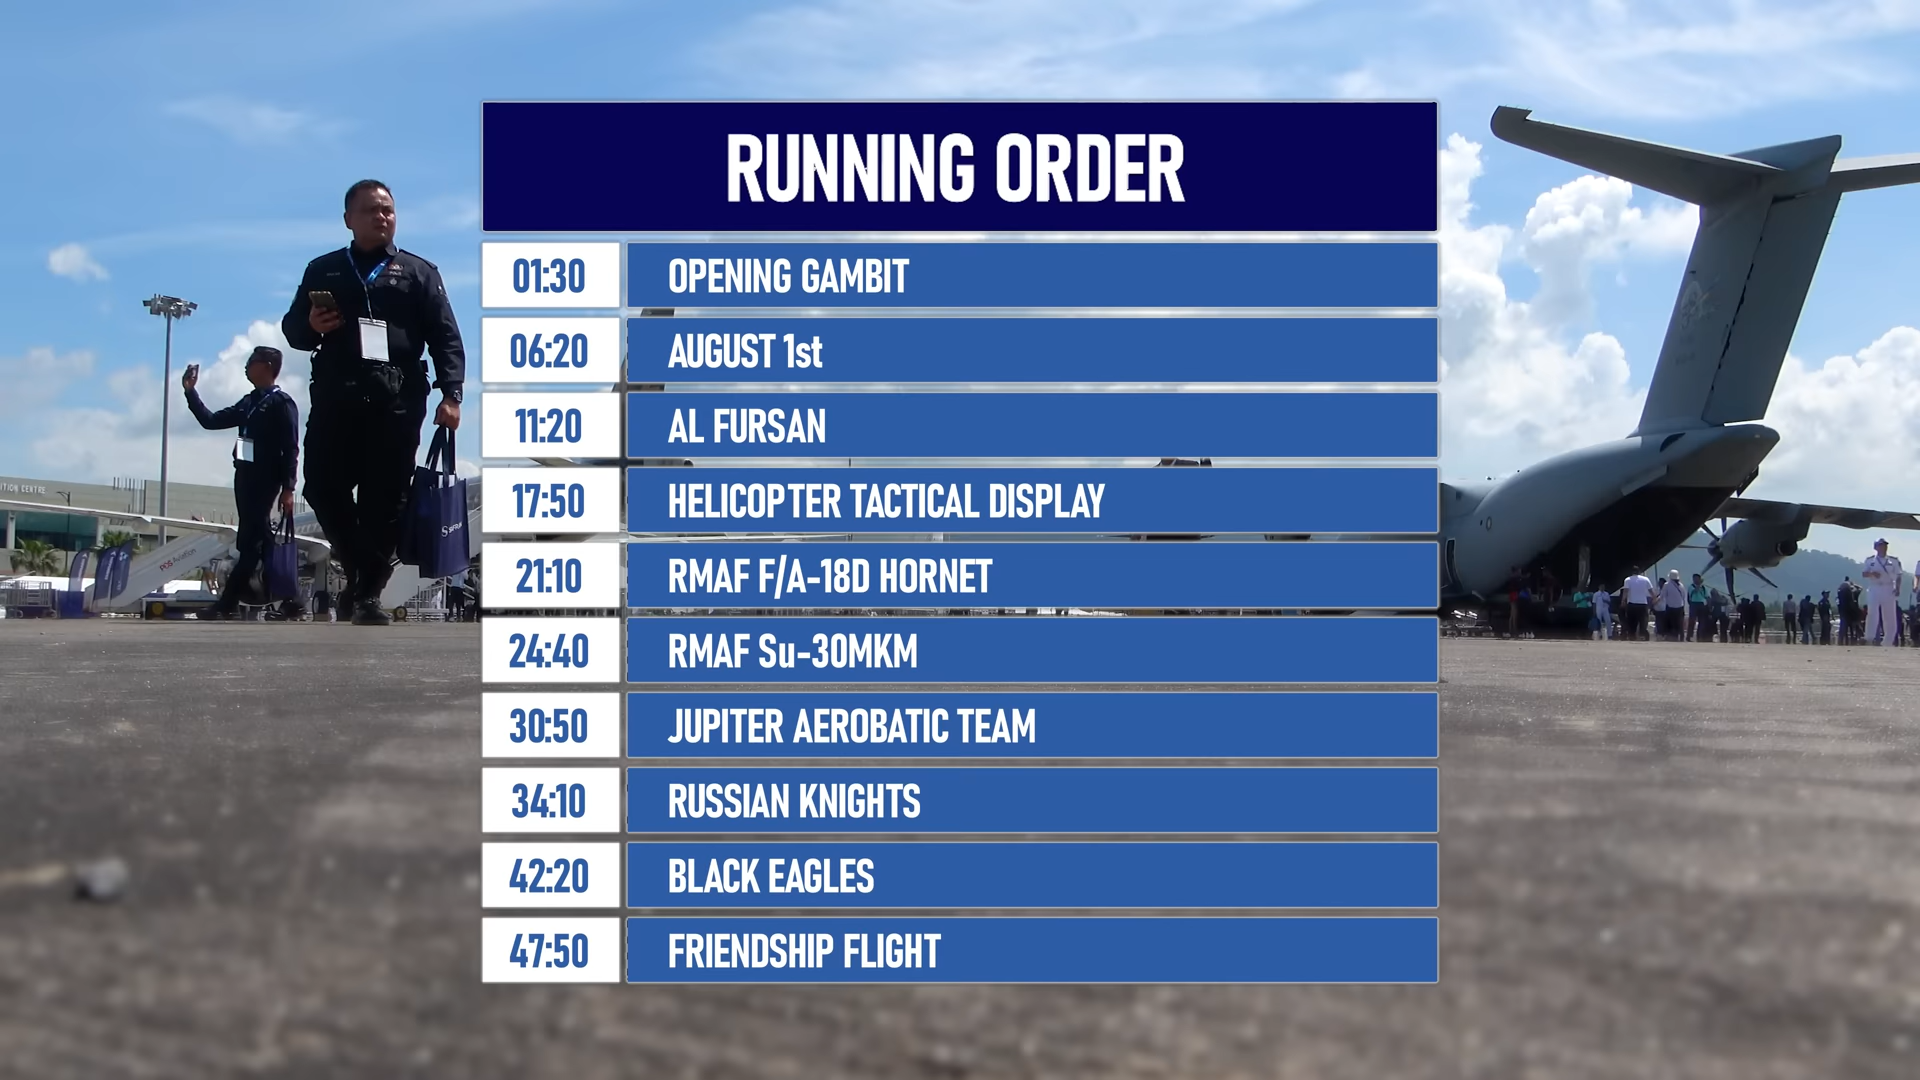 RUNNING ORDER
01:30 OPENING GAMBIT
06:20 AUGUST 1st
11:20 AL FURSAN
17:50 HELICOPTER TACTICAL DISPLAY
21:10 RMAF F/A-18D HORNET
24:40 RMAF Su-30MKM
30:50 JUPITER AEROBATIC TEAM
34:10 RUSSIAN KNIGHTS
42:20 BLACK EAGLES
47:50 FRIENDSHIP FLIGHT